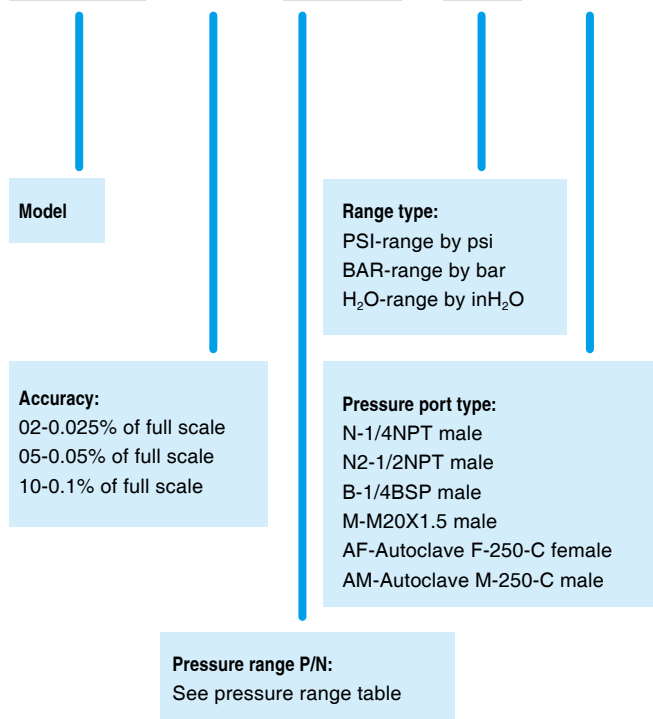 Model
Range type:
PSI-range by psi
BAR-range by bar
H₂O-range by inH₂O
Accuracy:
02-0.025% of full scale
05-0.05% of full scale
10-0.1% of full scale
Pressure port type:
N-1/4NPT male
N2-1/2NPT male
B-1/4BSP male
M-M20X1.5 male
AF-Autoclave F-250-C female
AM-Autoclave M-250-C male
Pressure range P/N:
See pressure range table